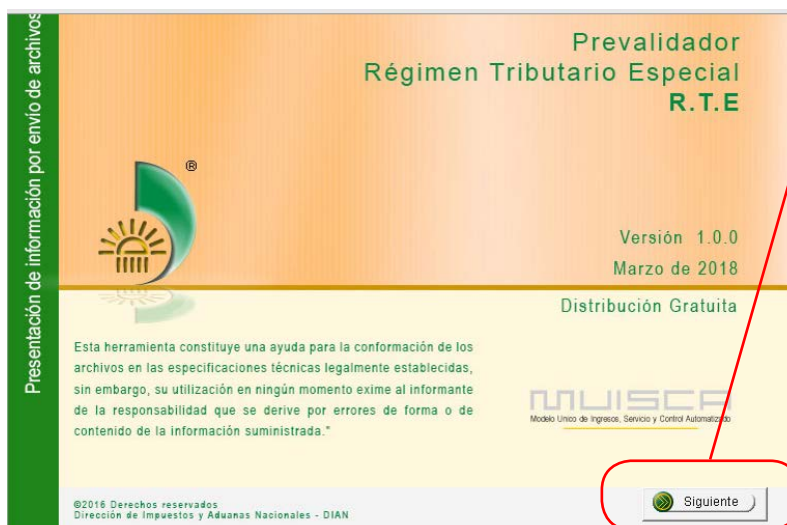 Presentación de información por envío de archivos
Prevalidador
Régimen Tributario Especial
R.T.E
®
Versión 1.0.0
Marzo de 2018
Distribución Gratuita
Esta herramienta constituye una ayuda para la conformación de los
archivos en las especificaciones técnicas legalmente establecidas,
sin embargo, su utilización en ningún momento exime al informante
de la responsabilidad que se derive por errores de forma o de
contenido de la información suministrada."
MUISCA
Modelo Unico de Ingresos, Servicio y Control Automatizado
©2016 Derechos reservados
Dirección de Impuestos y Aduanas Nacionales - DIAN
Siguiente